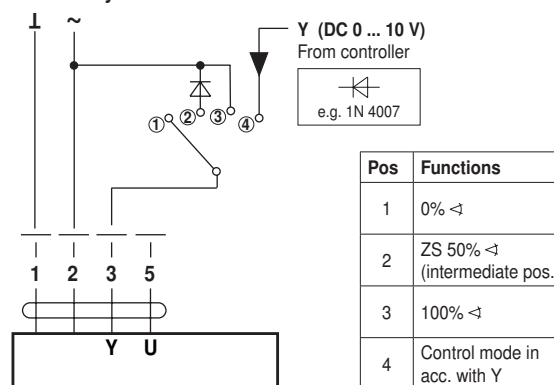 ⊥ ~
Y (DC 0 ... 10 V)
From controller
e.g. 1N 4007
① ② ③ ④
Pos Functions
1 0% ⊲
2 ZS 50% ⊲
(intermediate pos.
3 100% ⊲
4 Control mode in
acc. with Y
1 2 3 5
Y U